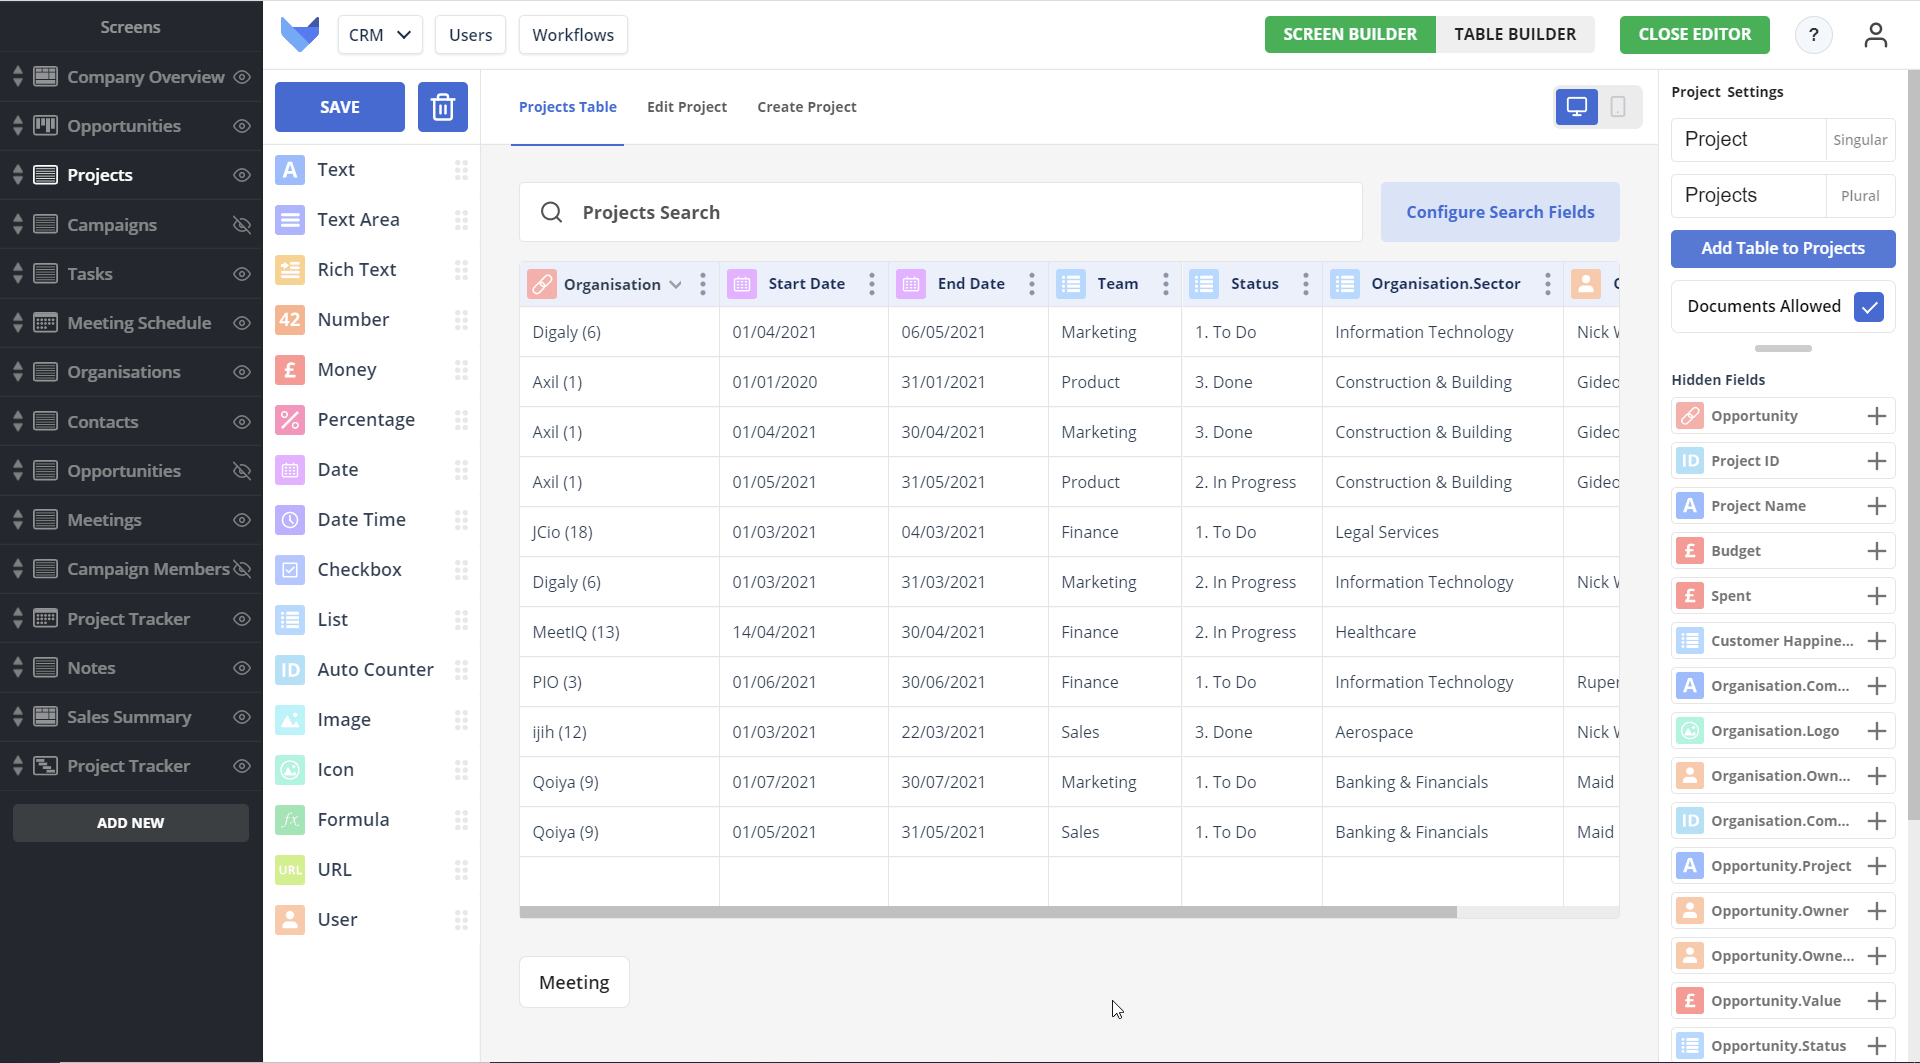 Screens
Company Overview
Opportunities
Projects
Campaigns
Tasks
Meeting Schedule
Organisations
Contacts
Opportunities
Meetings
Campaign Members
Project Tracker
Notes
Sales Summary
Project Tracker
ADD NEW
CRM
Users
Workflows
SCREEN BUILDER
TABLE BUILDER
CLOSE EDITOR
?
SAVE
A Text
Text Area
Rich Text
42 Number
£ Money
% Percentage
Date
Date Time
Checkbox
List
ID Auto Counter
Image
Icon
fx Formula
URL URL
User
Projects Table Edit Project Create Project
Projects Search
Configure Search Fields
Organisation Start Date End Date Team Status Organisation.Sector
Digaly (6) 01/04/2021 06/05/2021 Marketing 1. To Do Information Technology Nick
Axil (1) 01/01/2020 31/01/2021 Product 3. Done Construction & Building Gideo
Axil (1) 01/04/2021 30/04/2021 Marketing 3. Done Construction & Building Gideo
Axil (1) 01/05/2021 31/05/2021 Product 2. In Progress Construction & Building Gideo
JCio (18) 01/03/2021 04/03/2021 Finance 1. To Do Legal Services
Digaly (6) 01/03/2021 31/03/2021 Marketing 2. In Progress Information Technology Nick
MeetIQ (13) 14/04/2021 30/04/2021 Finance 2. In Progress Healthcare
PIO (3) 01/06/2021 30/06/2021 Finance 1. To Do Information Technology Ruper
ijih (12) 01/03/2021 22/03/2021 Sales 3. Done Aerospace Nick
Qoiya (9) 01/07/2021 30/07/2021 Marketing 1. To Do Banking & Financials Maid
Qoiya (9) 01/05/2021 31/05/2021 Sales 1. To Do Banking & Financials Maid
Meeting
Project Settings
Project Singular
Projects Plural
Add Table to Projects
Documents Allowed
Hidden Fields
Opportunity
ID Project ID
A Project Name
£ Budget
£ Spent
Customer Happine...
A Organisation.Com...
Organisation.Logo
Organisation.Own...
ID Organisation.Com...
A Opportunity.Project
Opportunity.Owner
Opportunity.Owne...
£ Opportunity.Value
Opportunity.Status